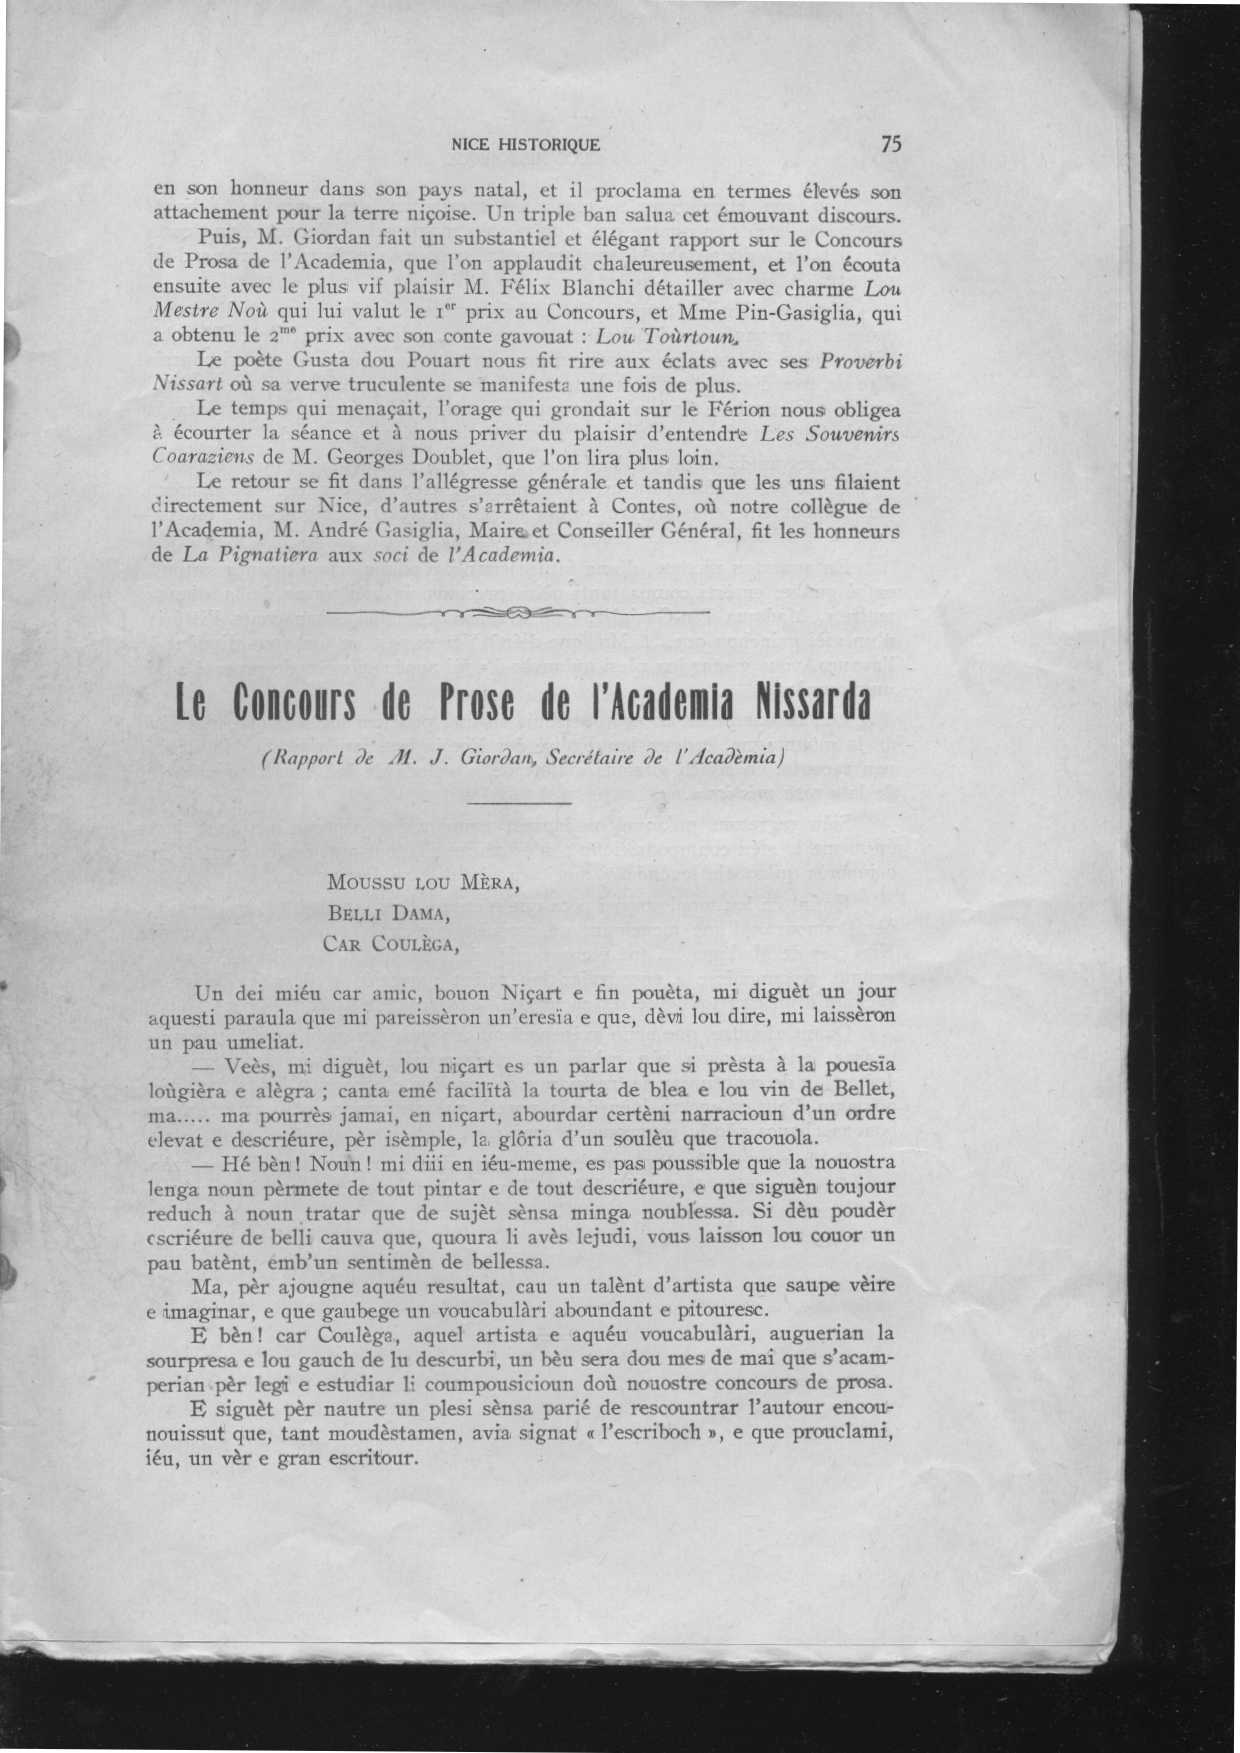 NICE HISTORIQUE 75
en son honneur dans son pays natal, et il proclama en termes élevés son
attachement pour la terre niçoise. Un triple ban salua cet émouvant discours.
Puis, M. Giordan fait un substantiel et élégant rapport sur le Concours
de Prosa de l'Academia, que l'on applaudit chaleureusement, et l'on écouta
ensuite avec le plus vif plaisir M. Félix Blanchi détailler avec charme Lou
Mestre Noù qui lui valut le 1er prix au Concours, et Mme Pin-Gasiglia, qui
a obtenu le 2me prix avec son conte gavouat : Lou Toùrtoun.
Le poète Gusta dou Pouart nous fit rire aux éclats avec ses Proverbi
Nissart où sa verve truculente se manifesta une fois de plus.
Le temps qui menaçait, l'orage qui grondait sur le Férion nous obligea
à écourter la séance et à nous priver du plaisir d'entendre Les Souvenirs
Coaraziens de M. Georges Doublet, que l'on lira plus loin.
Le retour se fit dans l'allégresse générale et tandis que les uns filaient
directement sur Nice, d'autres s'arrêtaient à Contes, où notre collègue de
l'Academia, M. André Gasiglia, Maire et Conseiller Général, fit les honneurs
de La Pignatiera aux soci de l'Academia.
Le Concours de Prose de l'Academia Nissarda
(Rapport de M. J. Giordan, Secrétaire de l'Acadèmia)
MOUSSU LOU MÈRA,
BELLI DAMA,
CAR COULÈGA,
Un dei miéu car amic, bouon Niçart e fin pouèta, mi diguèt un jour
aquesti paraula que mi pareissèron un'eresïa e que, dèvi lou dire, mi laissèron
un pau umeliat.
— Veès, mi diguèt, lou niçart es un parlar que si prèsta à la pouesïa
loùgièra e alègra ; canta emé facilïtà la tourta de blea e lou vin de Bellet,
ma..... ma pourrès jamai, en niçart, abourdar certèni narracioun d'un ordre
elevat e descriéure, pèr isèmple, la glôria d'un soulèu que tracouola.
— Hé bèn ! Noun ! mi diii en iéu-meme, es pas poussible que la nouostra
lenga noun pèrmete de tout pintar e de tout descriéure, e que siguèn toujour
reduch à noun tratar que de sujèt sènsa minga noublessa. Si dèu poudèr
escriéure de belli cauva que, quoura li avès lejudi, vous laisson lou couor un
pau batènt, emb'un sentimèn de bellessa.
Ma, pèr ajougne aquéu resultat, cau un talènt d'artista que saupe vèire
e imaginar, e que gaubege un voucabulàri aboundant e pitouresc.
E bèn ! car Coulèga, aquel artista e aquéu voucabulàri, auguerian la
sourpresa e lou gauch de lu descurbi, un bèu sera dou mes de mai que s'acam-
perian pèr legi e estudiar li coumpousicioun doù nouostre concours de prosa.
E siguèt pèr nautre un plesi sènsa parié de rescountrar l'autour encou-
nouissut que, tant moudèstamen, avia signat « l'escriboch », e que prouclami,
iéu, un vèr e gran escritour.